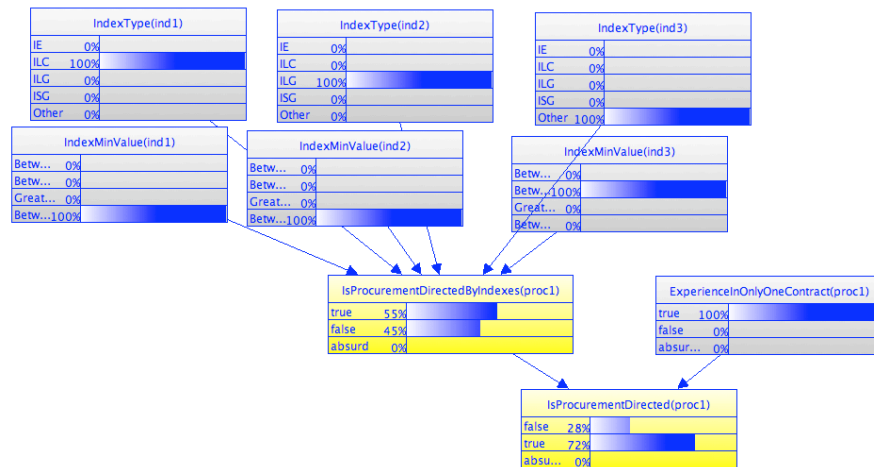 IndexType(ind1)
IE 0%
ILC 100%
ILG 0%
ISG 0%
Other 0%
IndexType(ind2)
IE 0%
ILC 0%
ILG 100%
ISG 0%
Other 0%
IndexType(ind3)
IE 0%
ILC 0%
ILG 0%
ISG 0%
Other 100%
IndexMinValue(ind1)
Betw... 0%
Betw... 0%
Great... 0%
Betw... 100%
IndexMinValue(ind2)
Betw... 0%
Betw... 0%
Great... 0%
Betw... 100%
IndexMinValue(ind3)
Betw... 0%
Betw... 100%
Great... 0%
Betw... 0%
IsProcurementDirectedByIndexes(proc1)
true 55%
false 45%
absurd 0%
ExperienceInOnlyOneContract(proc1)
true 100%
false 0%
absur... 0%
IsProcurementDirected(proc1)
false 28%
true 72%
absu... 0%